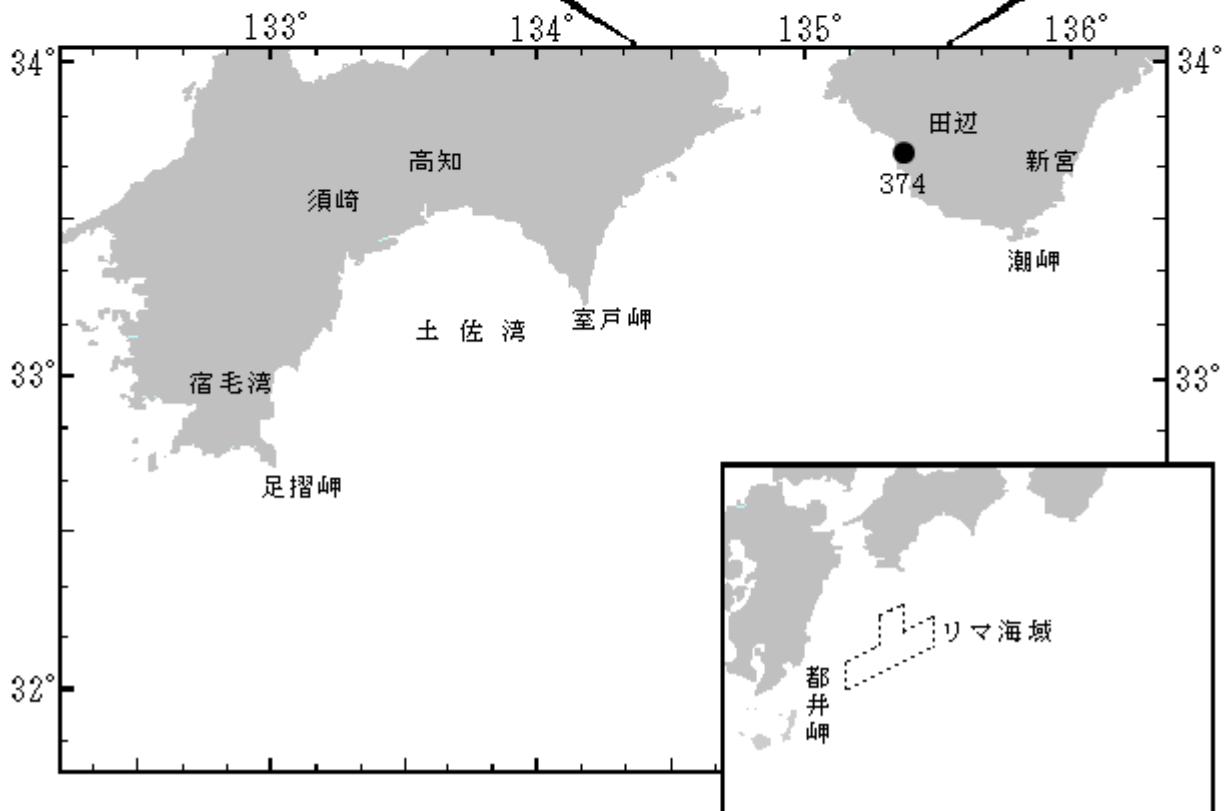 133°
134°
135°
136°
34°
34°
田辺
高知
新宮
374
須崎
潮岬
室戸岬
土佐湾
33°
33°
宿毛湾
足摺岬
リマ海域
都井岬
32°